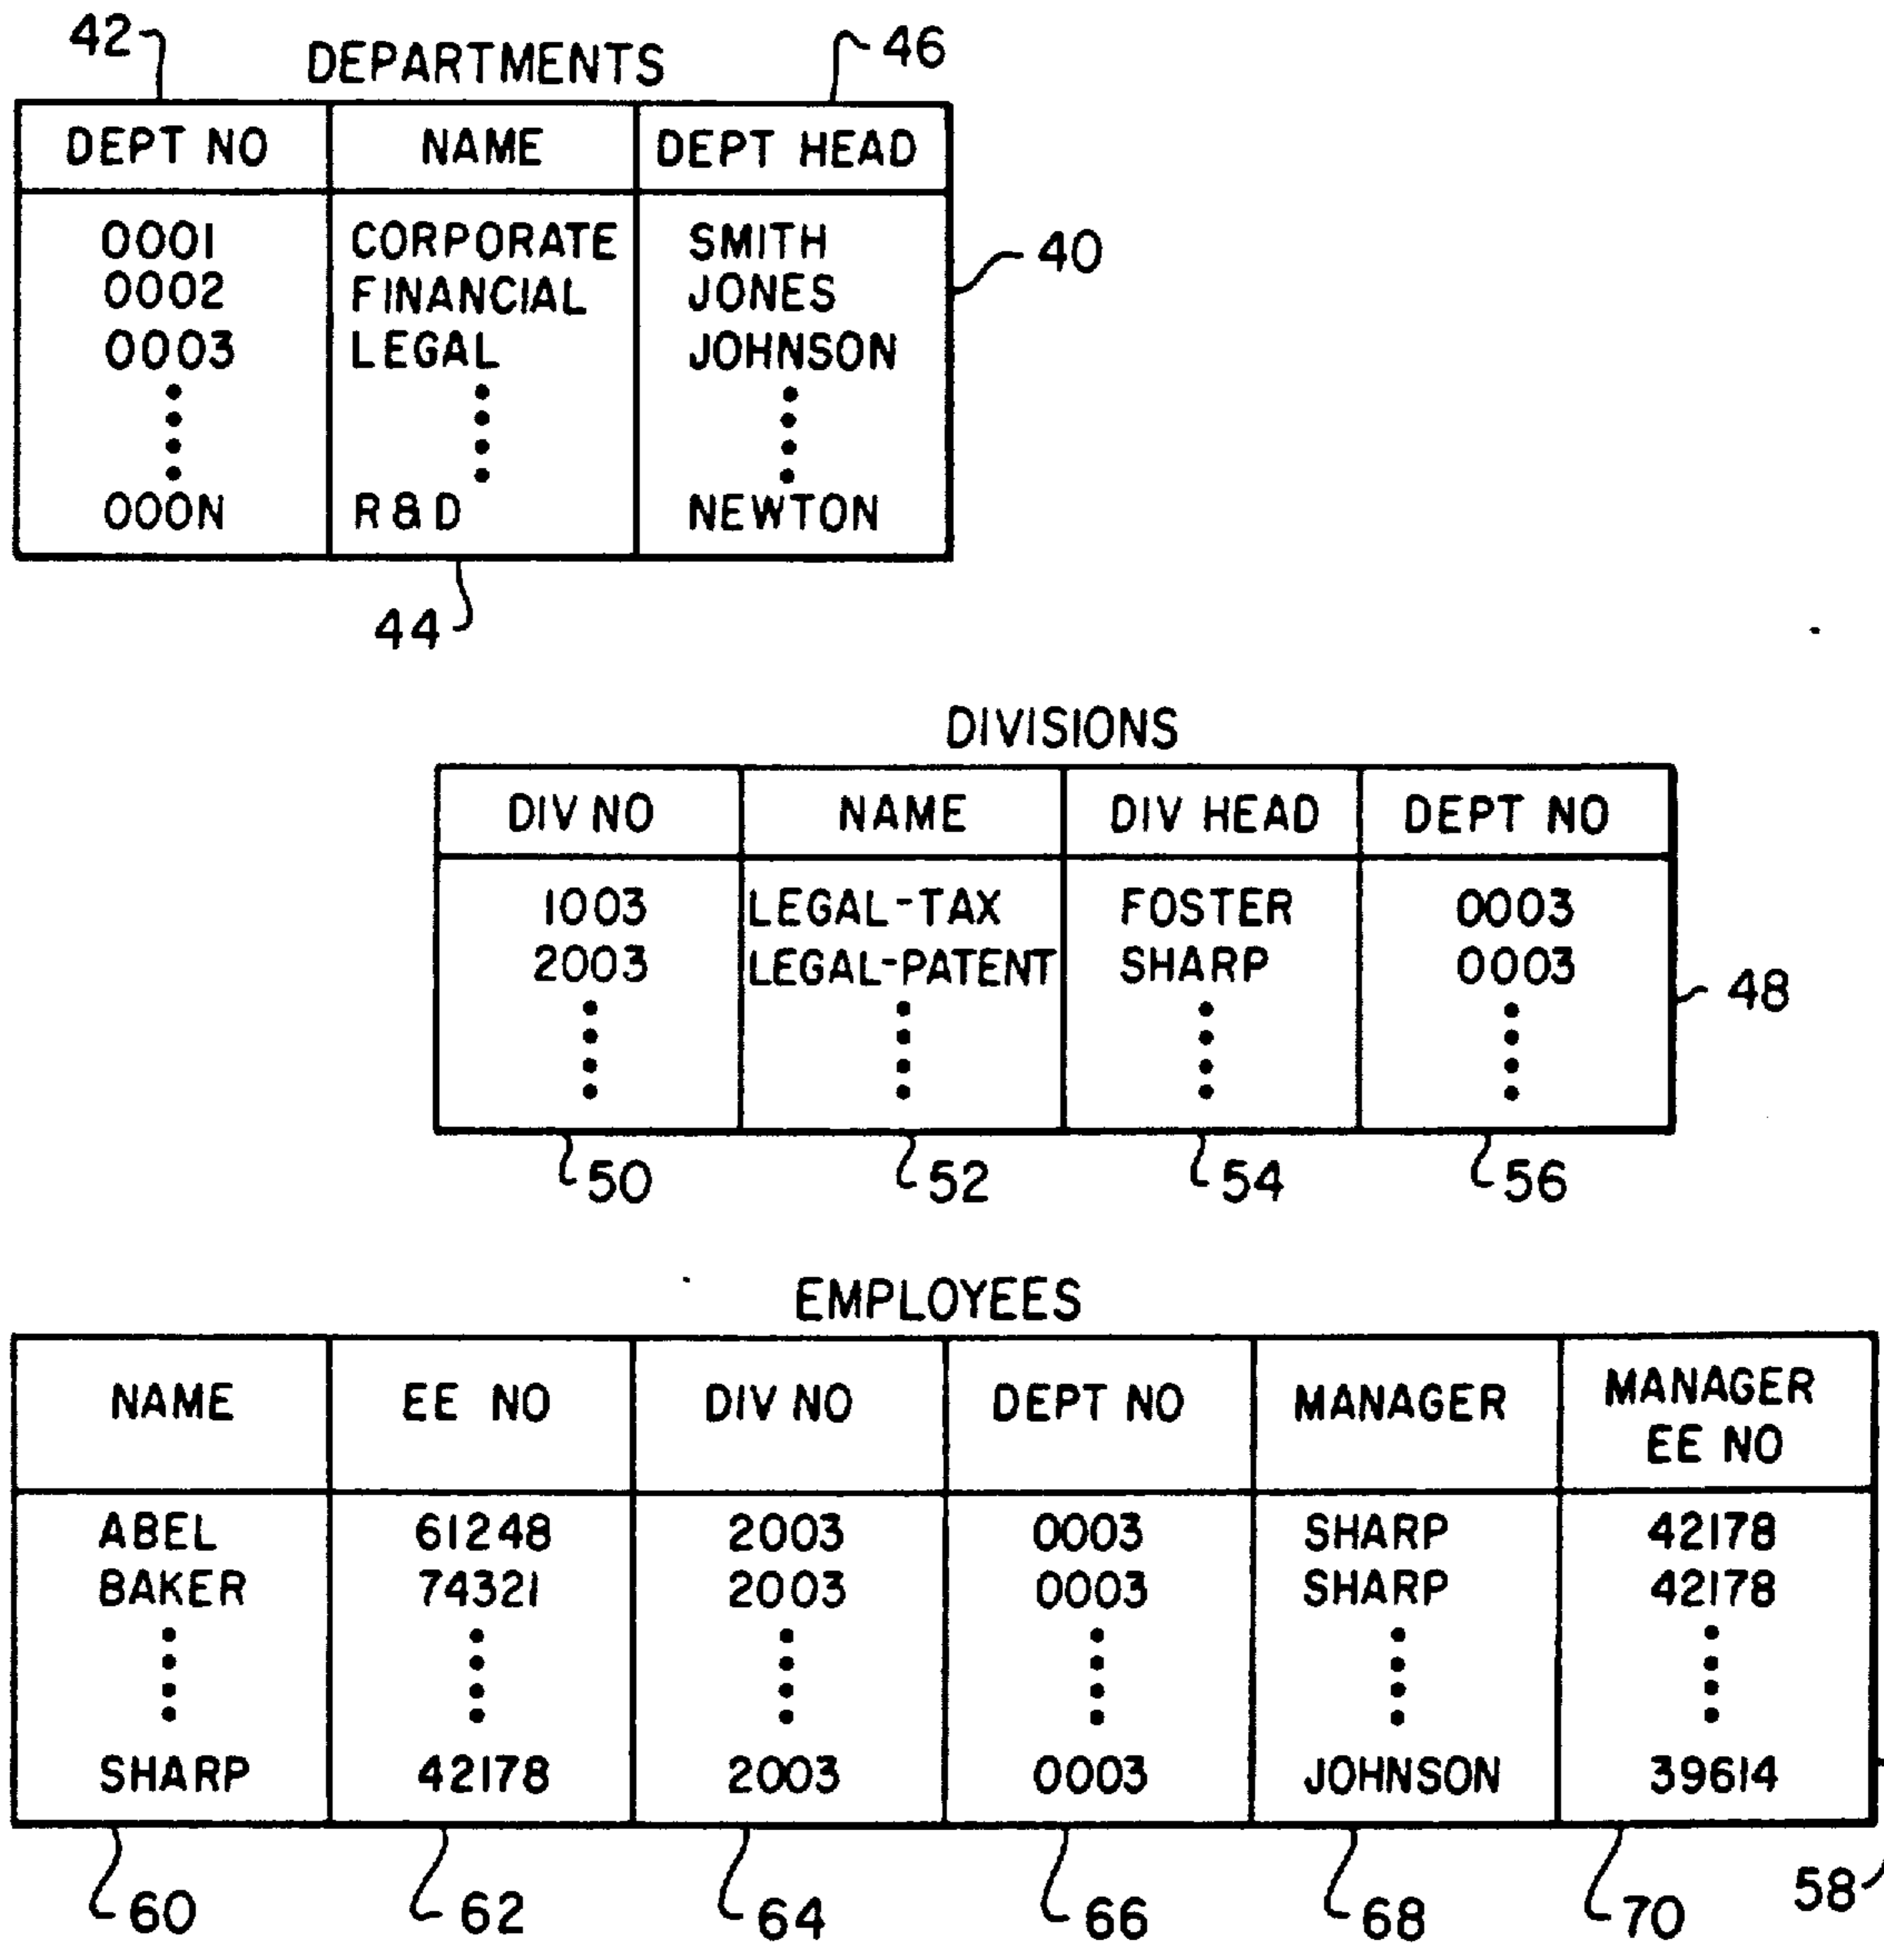 42
DEPARTMENTS
46
DEPT NO NAME DEPT HEAD
0001 CORPORATE SMITH
0002 FINANCIAL JONES
0003 LEGAL JOHNSON
000N R&D NEWTON
40
44
DIVISIONS
DIV NO NAME DIV HEAD DEPT NO
1003 LEGAL-TAX FOSTER 0003
2003 LEGAL-PATENT SHARP 0003
48
50 52 54 56
EMPLOYEES
NAME EE NO DIV NO DEPT NO MANAGER MANAGER EE NO
ABEL 61248 2003 0003 SHARP 42178
BAKER 74321 2003 0003 SHARP 42178
SHARP 42178 2003 0003 JOHNSON 39614
60 62 64 66 68 70 58